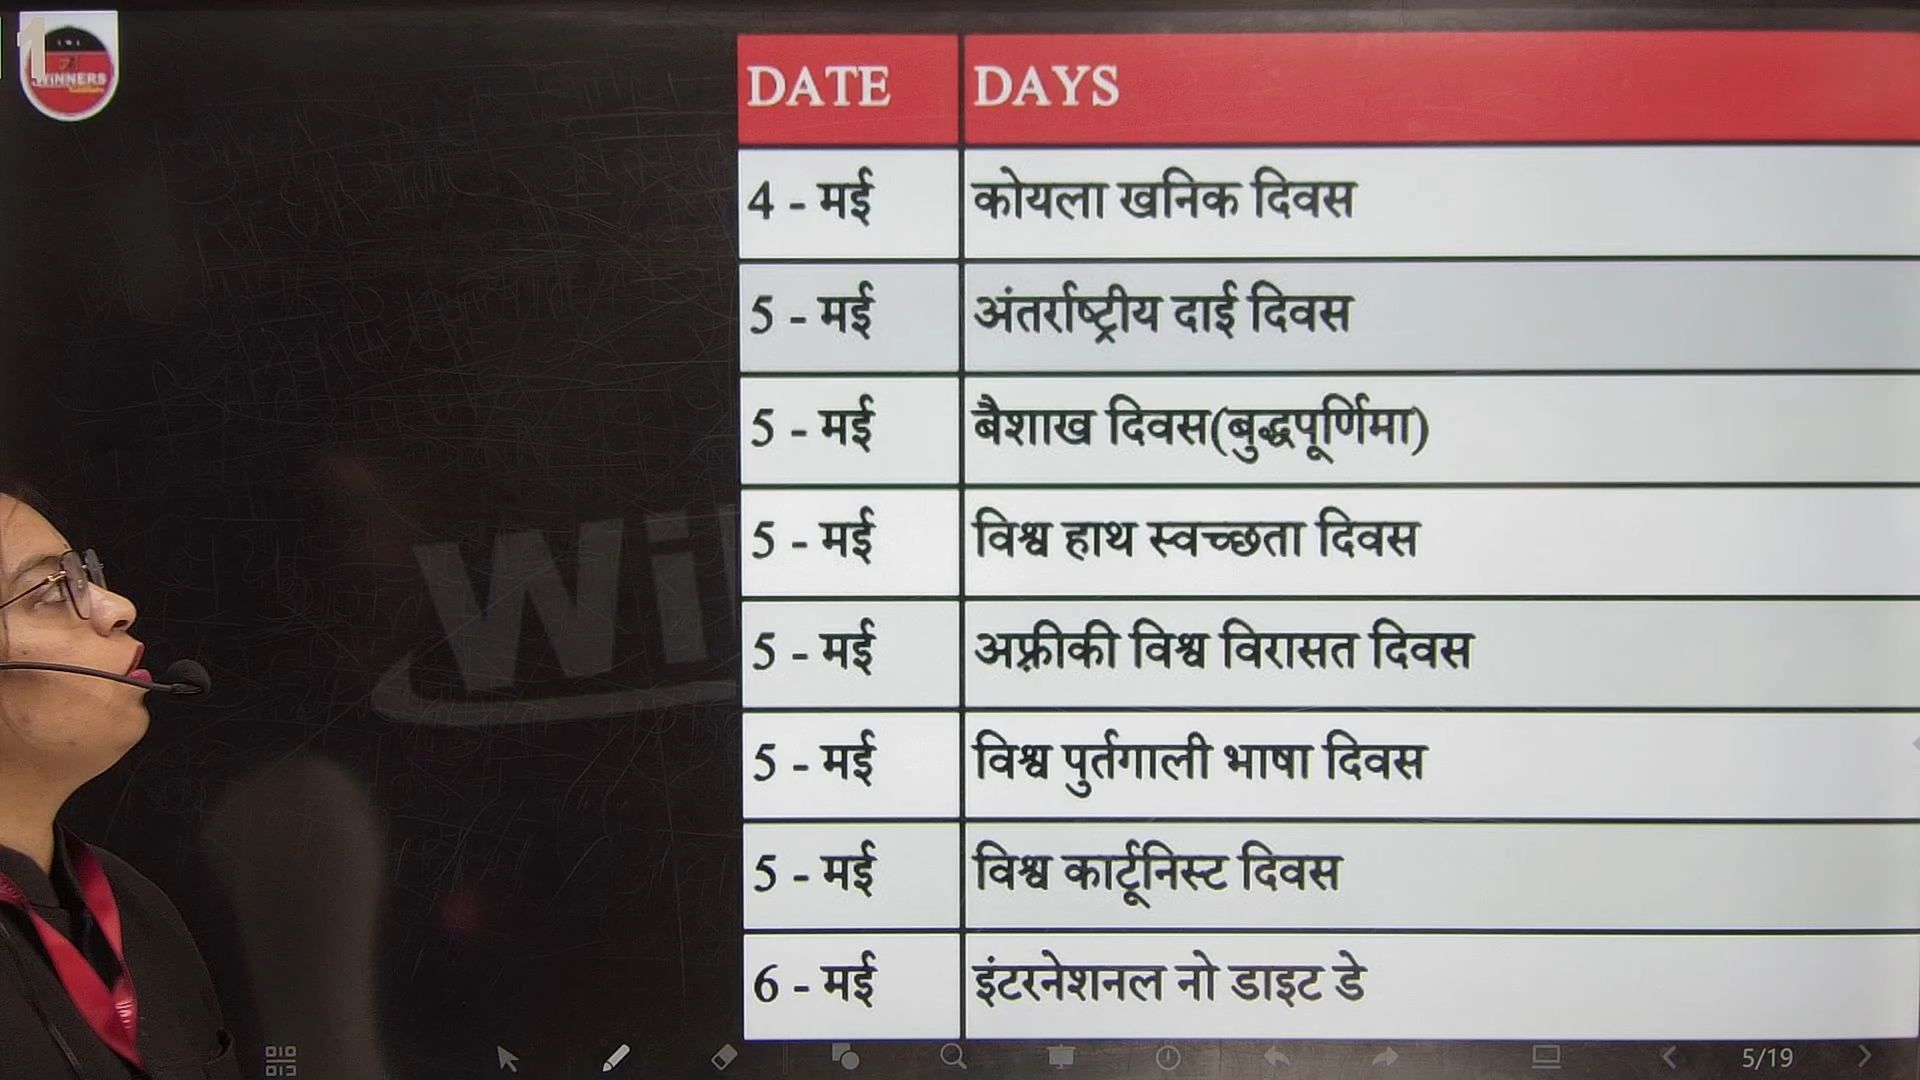 1
WiNNERS
DATE DAYS
4 - मई कोयला खनिक दिवस
5 - मई अंतर्राष्ट्रीय दाई दिवस
5 - मई बैशाख दिवस(बुद्धपूर्णिमा)
5 - मई विश्व हाथ स्वच्छता दिवस
5 - मई अफ़्रीकी विश्व विरासत दिवस
5 - मई विश्व पुर्तगाली भाषा दिवस
5 - मई विश्व कार्टूनिस्ट दिवस
6 - मई इंटरनेशनल नो डाइट डे
Wi
5/19